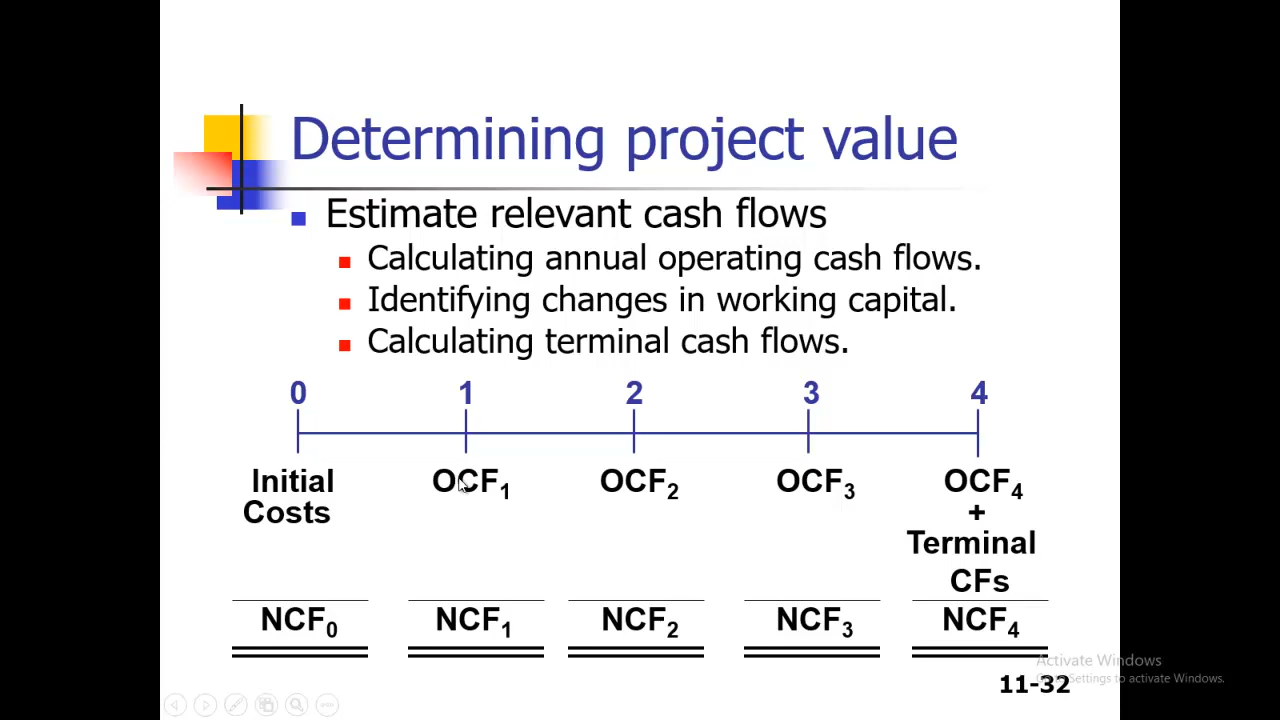 Determining project value
Estimate relevant cash flows
Calculating annual operating cash flows.
Identifying changes in working capital.
Calculating terminal cash flows.
0 1 2 3 4
Initial Costs
OCF1
OCF2
OCF3
OCF4
+
Terminal
CFs
NCF0 NCF1 NCF2 NCF3 NCF4
Activate Windows
Settings to activate Windows.
11-32